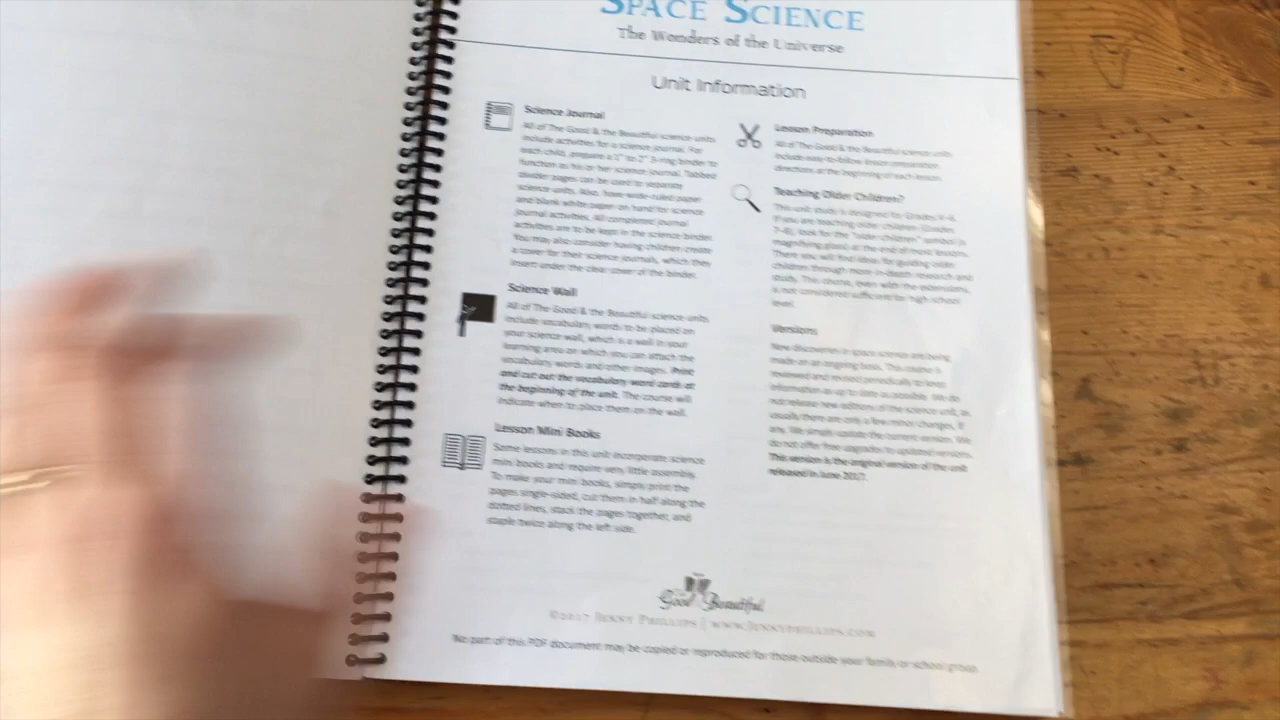 SPACE SCIENCE
The Wonders of the Universe
Unit Information
Science Journal
All of The Good & the Beautiful science units
include activities for a science journal. For
each child, prepare a 1" to 2" 3-ring binder to
function as his or her science journal. Tabbed
divider pages can be used to separate
science units. Also, have wide-ruled paper
and blank white paper on hand for science
journal activities. All completed journal
activities are to be kept in the science binder.
You may also consider having children create
a cover for their science journals, which they
insert under the clear cover of the binder.
Science Wall
All of The Good & the Beautiful science units
include vocabulary words to be placed on
your science wall, which is a wall in your
learning area on which you can attach the
vocabulary words and other images. Print
and cut out the vocabulary word cards at
the beginning of the unit. The course will
indicate when to place them on the wall.
Lesson Mini Books
Some lessons in this unit incorporate science
mini books and require very little assembly.
To make your mini books, simply print the
pages single-sided, cut them in half along the
dotted lines, stack the pages together, and
staple twice along the left side.
Lesson Preparation
All of The Good & the Beautiful science units
include easy-to-follow lesson preparation
directions at the beginning of each lesson.
Teaching Older Children?
This unit study is designed for Grades K-6.
If you are teaching older children (Grades
7-8), look for the "older children" symbol (a
magnifying glass) at the end of most lessons.
There you will find ideas for guiding older
children through more in-depth research and
study. This course, even with the extensions,
is not considered sufficient for high school
level.
Versions
New discoveries in space science are being
made on an ongoing basis. This course is
reviewed and revised periodically to keep
information as up to date as possible. We do
not release new editions of the science unit, as
usually there are only a few minor changes, if
any. We simply update the current version. We
do not offer free upgrades to updated versions.
This version is the original version of the unit
released in June 2017.
Good Beautiful
©2017 JENNY PHILLIPS | WWW.JENNYPHILLIPS.COM
No part of this PDF document may be copied or reproduced for those outside your family or school group.